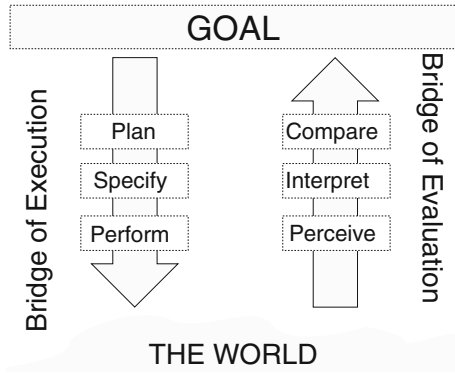 GOAL
Bridge of Execution
Plan
Specify
Perform
Compare
Interpret
Perceive
Bridge of Evaluation
THE WORLD